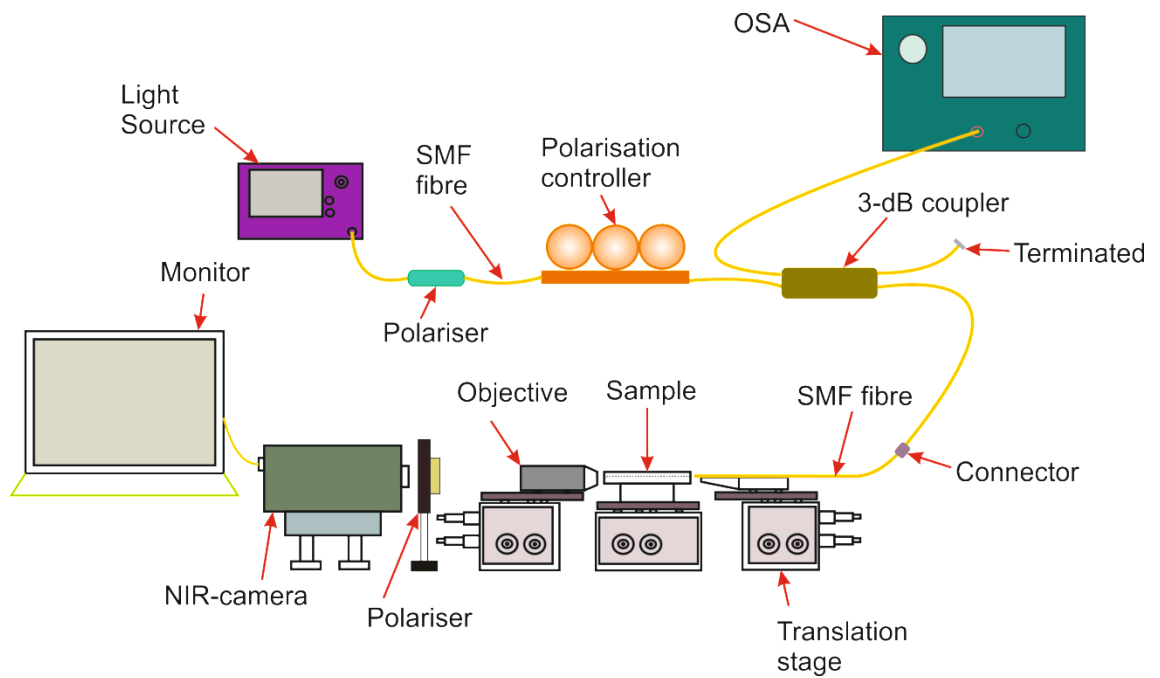 OSA
Light
Source
SMF
fibre
Polarisation
controller
3-dB coupler
Terminated
Monitor
Polariser
Objective
Sample
SMF fibre
Connector
NIR-camera
Polariser
Translation
stage